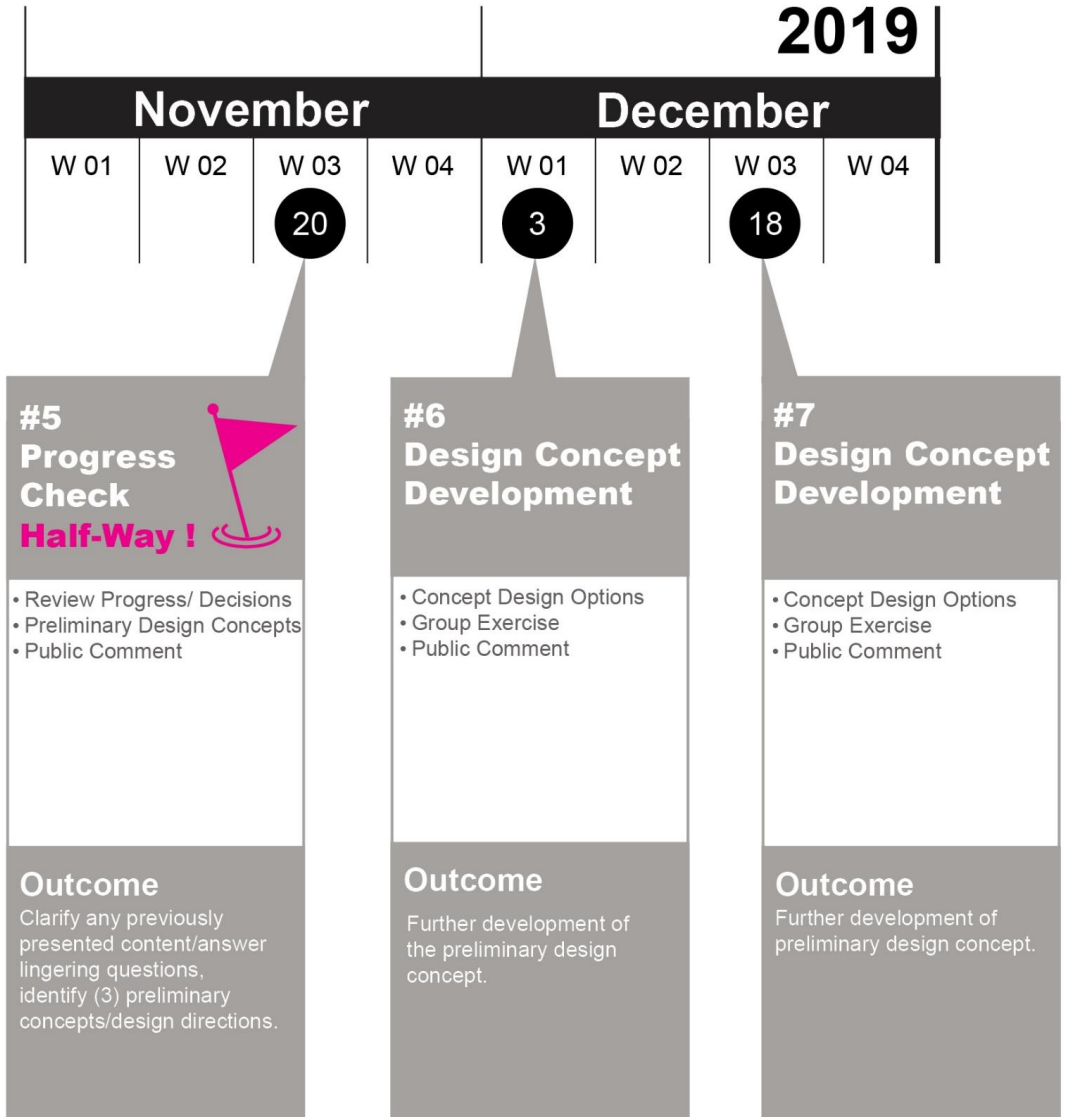 2019
November December
W 01 W 02 W 03 W 04 W 01 W 02 W 03 W 04
20 3 18
#5
Progress
Check
Half-Way !
• Review Progress/ Decisions
• Preliminary Design Concepts
• Public Comment
Outcome
Clarify any previously
presented content/answer
lingering questions,
identify (3) preliminary
concepts/design directions.
#6
Design Concept
Development
• Concept Design Options
• Group Exercise
• Public Comment
Outcome
Further development of
the preliminary design
concept.
#7
Design Concept
Development
• Concept Design Options
• Group Exercise
• Public Comment
Outcome
Further development of
preliminary design concept.